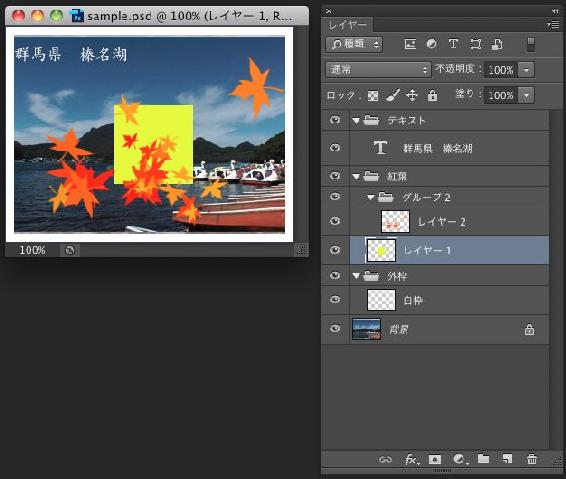 sample.psd @ 100% (レイヤー 1, R...
群馬県 榛名湖
100%
レイヤー
種類
通常 不透明度: 100%
ロック: 塗り: 100%
テキスト
群馬県 榛名湖
紅葉
グループ 2
レイヤー 2
レイヤー 1
外枠
白枠
背景
fx